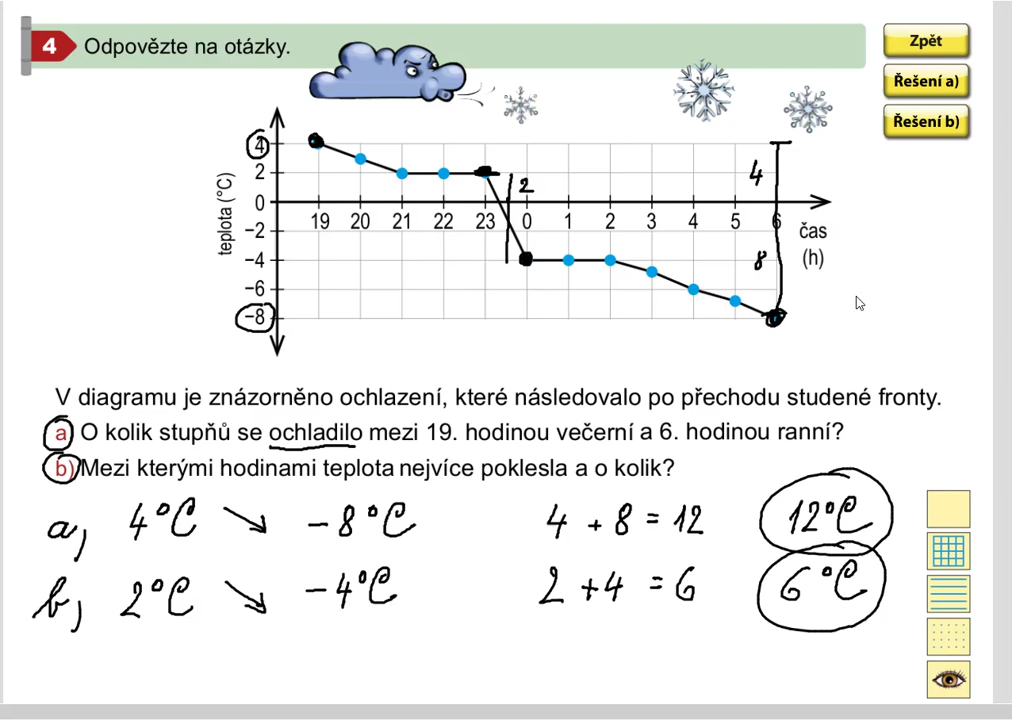 4 Odpovězte na otázky.
Zpět
Řešení a)
Řešení b)
4
2
0
−2
−4
−6
−8
teplota (°C)
19 20 21 22 23 0 1 2 3 4 5 6
čas
(h)
2
4
8
V diagramu je znázorněno ochlazení, které následovalo po přechodu studené fronty.
a) O kolik stupňů se ochladilo mezi 19. hodinou večerní a 6. hodinou ranní?
b) Mezi kterými hodinami teplota nejvíce poklesla a o kolik?
a, 4°C ↘ -8°C 4 + 8 = 12 12°C
b, 2°C ↘ -4°C 2 + 4 = 6 6°C